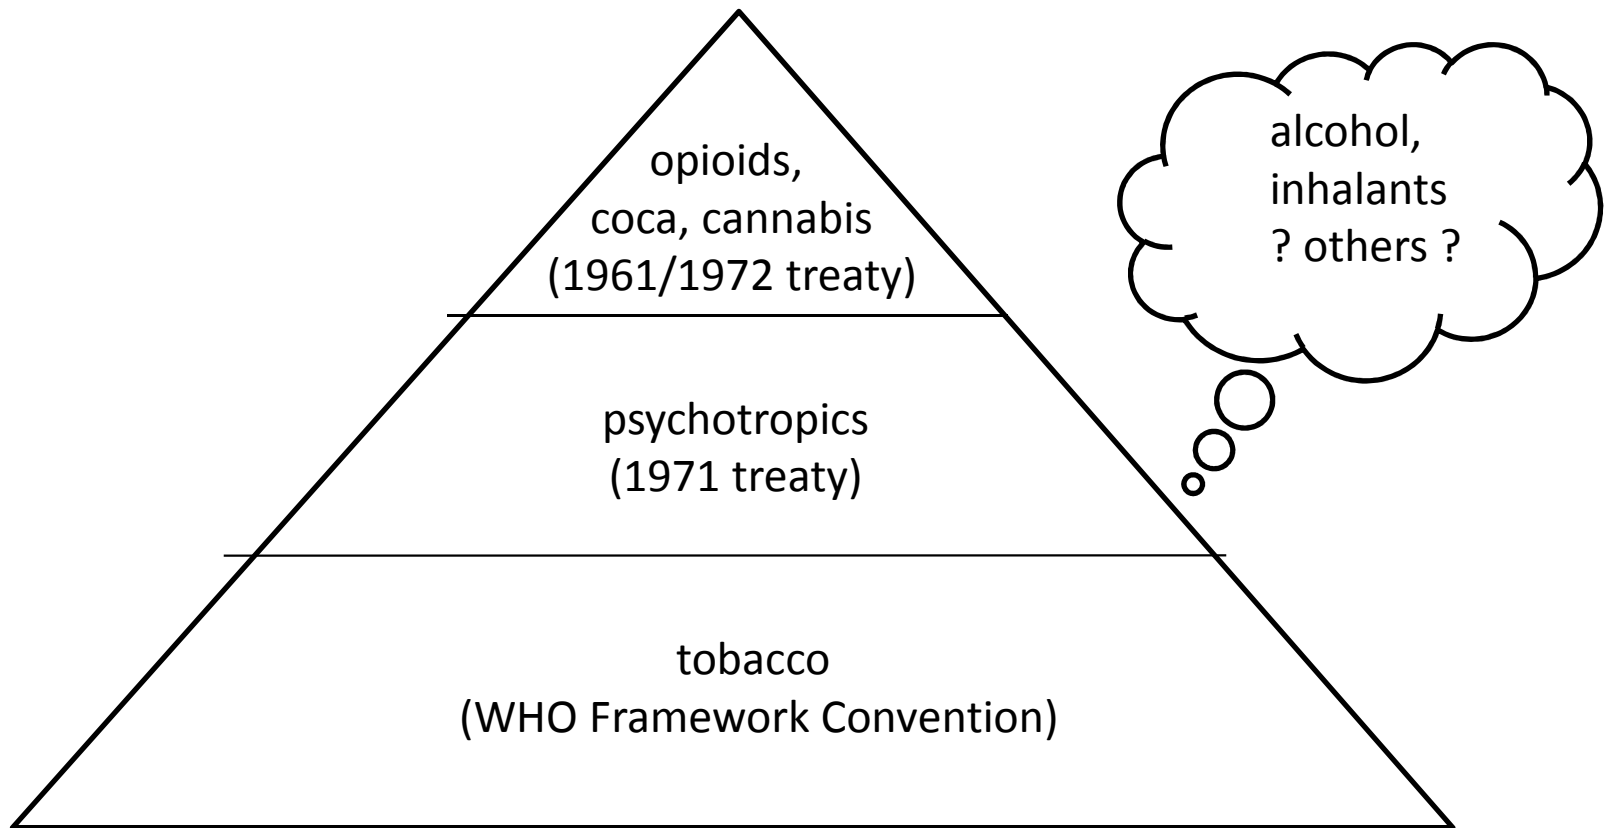 opioids,
coca, cannabis
(1961/1972 treaty)
alcohol,
inhalants
? others ?
psychotropics
(1971 treaty)
tobacco
(WHO Framework Convention)